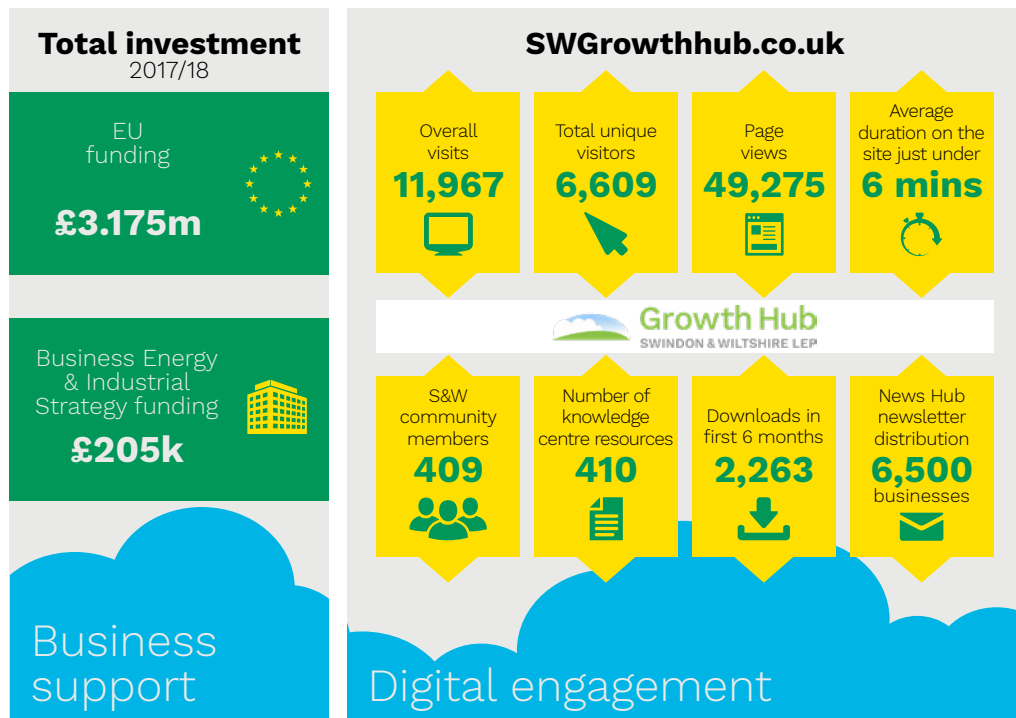 Total investment
2017/18
EU
funding
£3.175m
Business Energy
& Industrial
Strategy funding
£205k
Business
support
SWGrowthhub.co.uk
Overall
visits
11,967
Total unique
visitors
6,609
Page
views
49,275
Average
duration on the
site just under
6 mins
Growth Hub
SWINDON & WILTSHIRE LEP
S&W
community
members
409
Number of
knowledge
centre resources
410
Downloads in
first 6 months
2,263
News Hub
newsletter
distribution
6,500
businesses
Digital engagement